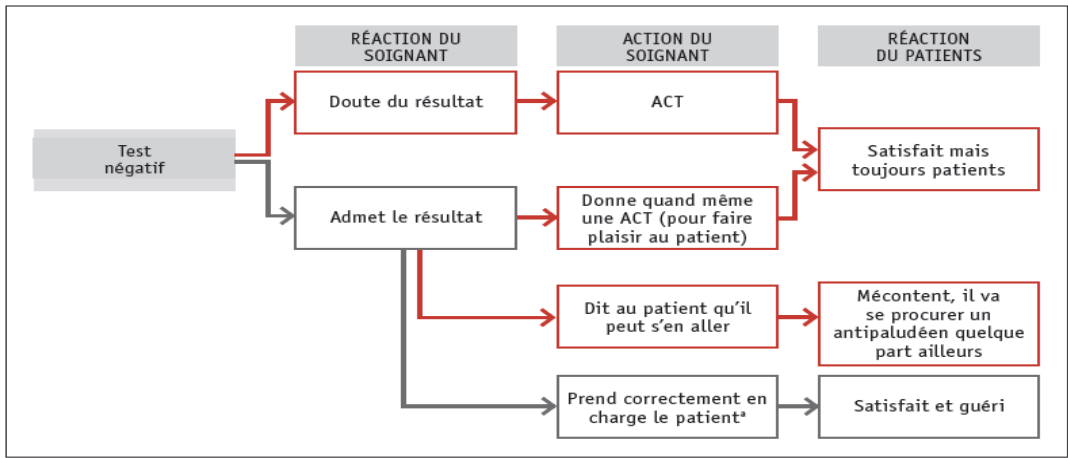 RÉACTION DU
SOIGNANT
ACTION DU
SOIGNANT
RÉACTION
DU PATIENTS
Test
négatif
Doute du résultat
ACT
Satisfait mais
toujours patients
Admet le résultat
Donne quand même
une ACT (pour faire
plaisir au patient)
Dit au patient qu’il
peut s’en aller
Mécontent, il va
se procurer un
antipaludéen quelque
part ailleurs
Prend correctement en
charge le patientᵃ
Satisfait et guéri